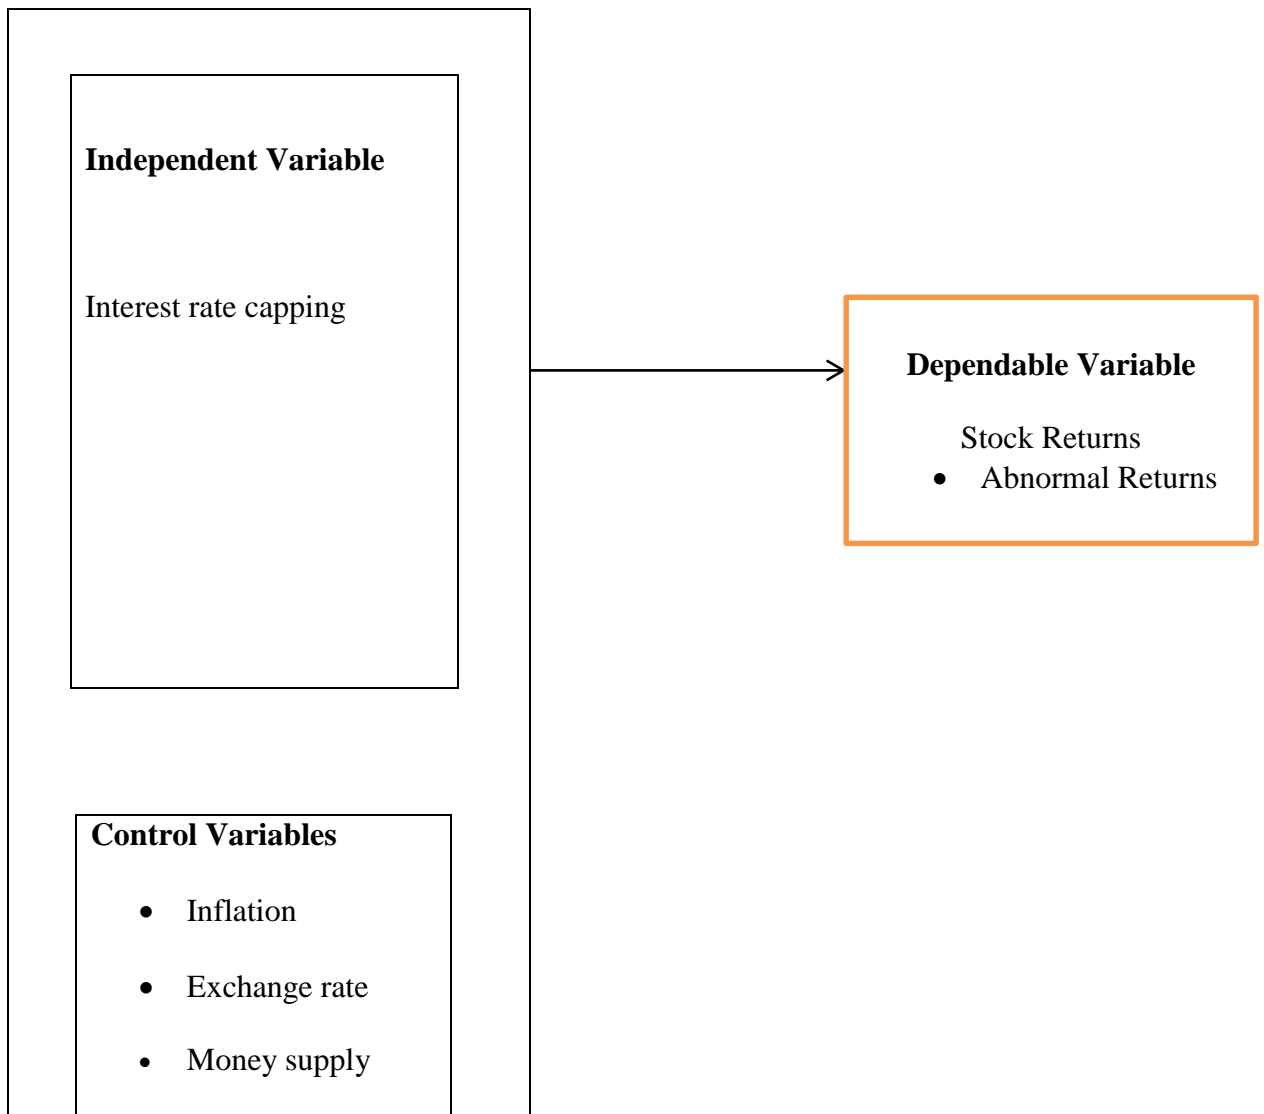 Independent Variable
Interest rate capping
Dependable Variable
Stock Returns
• Abnormal Returns
Control Variables
• Inflation
• Exchange rate
• Money supply